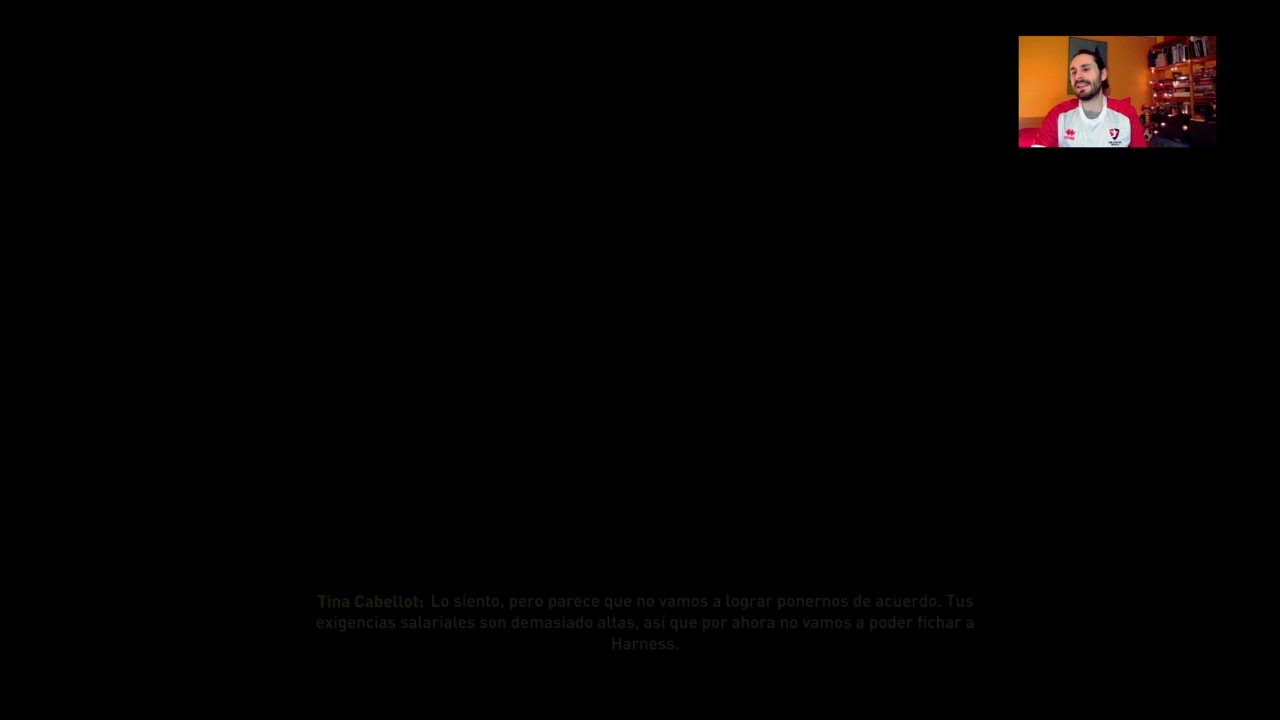 Tina Cabellot: Lo siento, pero parece que no vamos a lograr ponernos de acuerdo. Tus
exigencias salariales son demasiado altas, así que por ahora no vamos a poder fichar a
Harness.